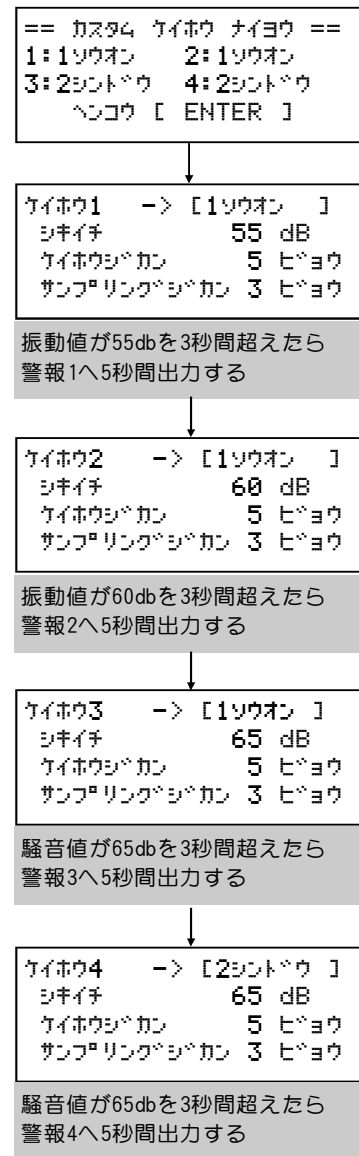 == カスタム ケイホウ ナイヨウ ==
1:1ソウオン 2:1ソウオン
3:2シンドウ 4:2シンドウ
ヘンコウ [ ENTER ]
ケイホウ1 -> [1ソウオン ]
シキイチ 55 dB
ケイホウジカン 5 ビョウ
サンプリングジカン 3 ビョウ
振動値が55dbを3秒間超えたら
警報1へ5秒間出力する
ケイホウ2 -> [1ソウオン ]
シキイチ 60 dB
ケイホウジカン 5 ビョウ
サンプリングジカン 3 ビョウ
振動値が60dbを3秒間超えたら
警報2へ5秒間出力する
ケイホウ3 -> [1ソウオン ]
シキイチ 65 dB
ケイホウジカン 5 ビョウ
サンプリングジカン 3 ビョウ
騒音値が65dbを3秒間超えたら
警報3へ5秒間出力する
ケイホウ4 -> [2シンドウ ]
シキイチ 65 dB
ケイホウジカン 5 ビョウ
サンプリングジカン 3 ビョウ
騒音値が65dbを3秒間超えたら
警報4へ5秒間出力する